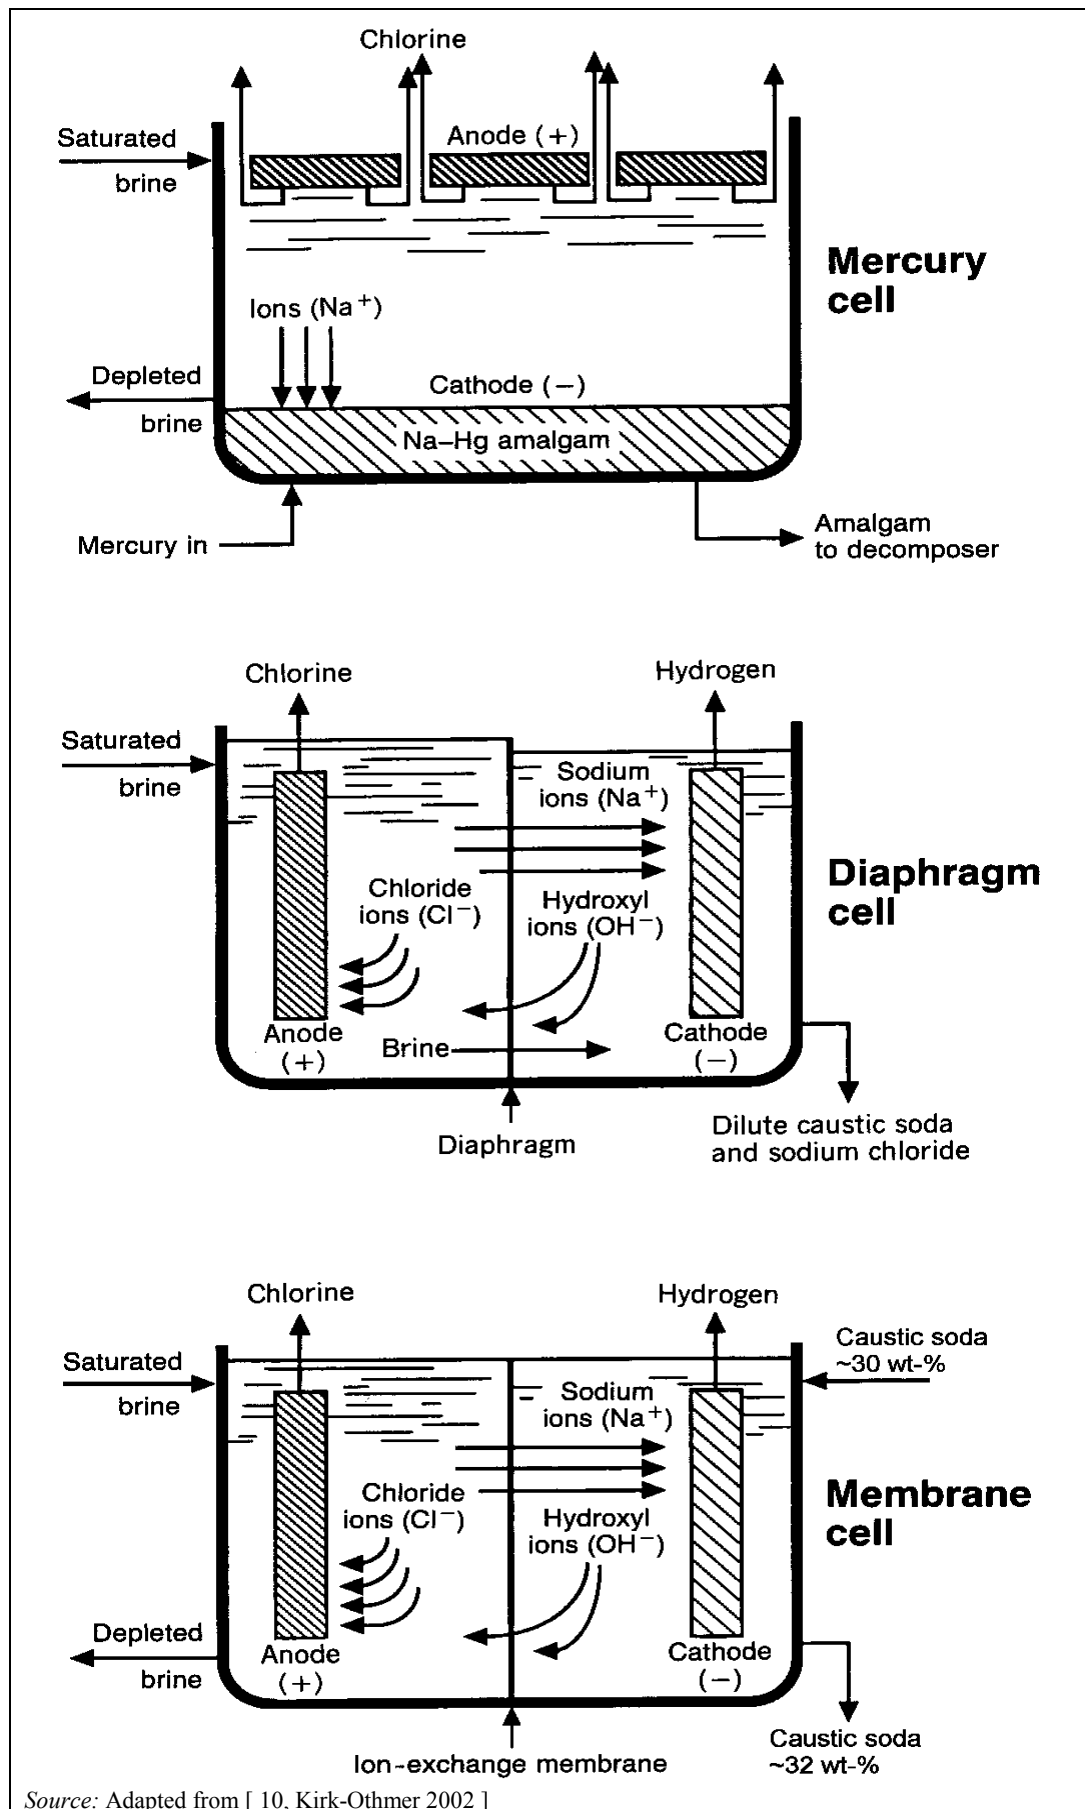 Chlorine
Anode (+)
Saturated
brine
Mercury
cell
Ions (Na+)
Depleted
brine
Cathode (−)
Na–Hg amalgam
Mercury in
Amalgam
to decomposer
Chlorine
Hydrogen
Saturated
brine
Sodium
ions (Na+)
Diaphragm
cell
Chloride
ions (Cl−)
Hydroxyl
ions (OH−)
Anode
(+)
Brine
Cathode
(−)
Diaphragm
Dilute caustic soda
and sodium chloride
Chlorine
Hydrogen
Saturated
brine
Caustic soda
~30 wt-%
Sodium
ions (Na+)
Membrane
cell
Chloride
ions (Cl−)
Hydroxyl
ions (OH−)
Depleted
brine
Anode
(+)
Cathode
(−)
Ion-exchange membrane
Caustic soda
~32 wt-%
Source: Adapted from [ 10, Kirk-Othmer 2002 ]